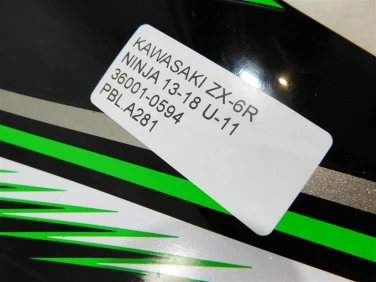 KAWASAKI ZX-6R
NINJA 13-18 U-11
36001-0594
PBL.A281